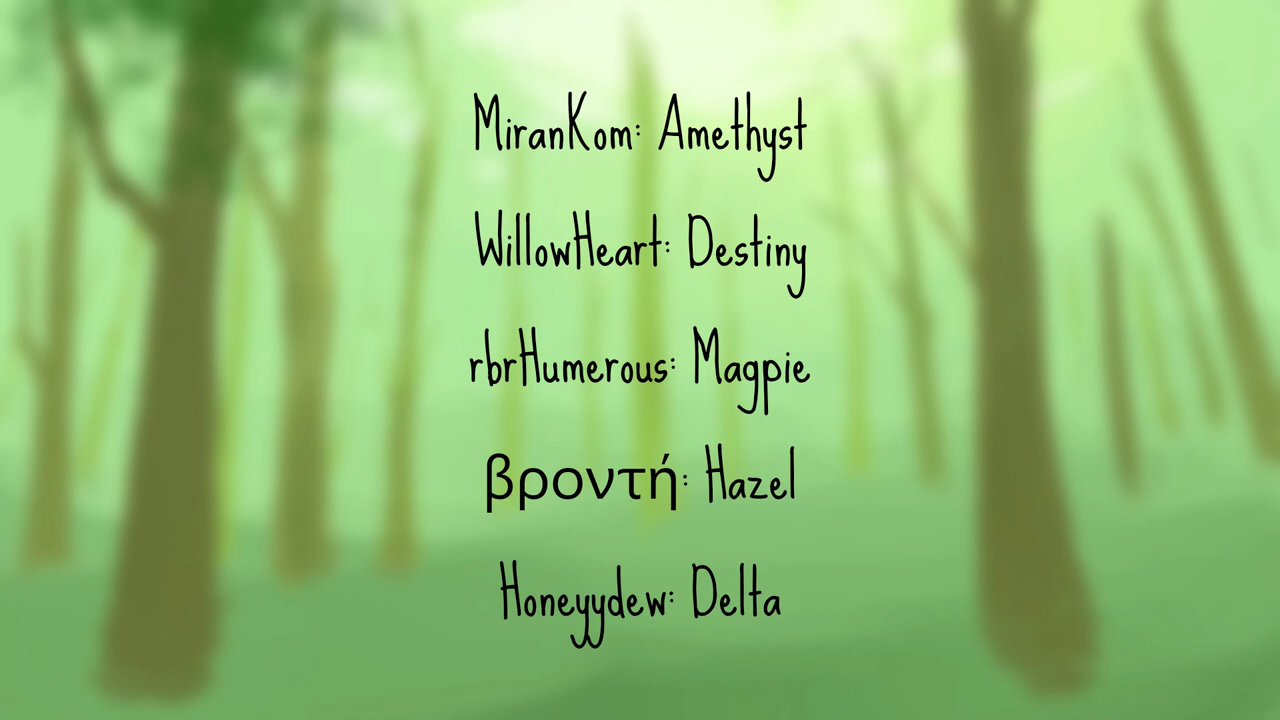 MiranKom: Amethyst
WillowHeart: Destiny
rbrHumerous: Magpie
βροντή: Hazel
Honeyydew: Delta